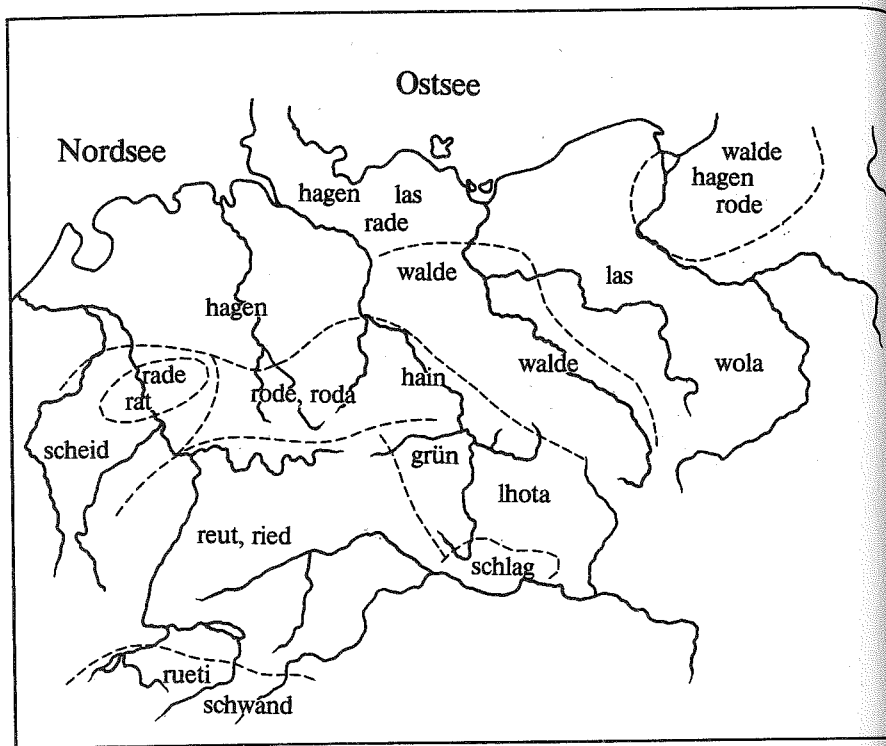 Ostsee
Nordsee
walde
hagen
rode
hagen
las
rade
walde
las
hagen
rade
rat
rode, roda
hain
walde
wola
scheid
grün
lhota
reut, ried
schlag
rueti
schwand